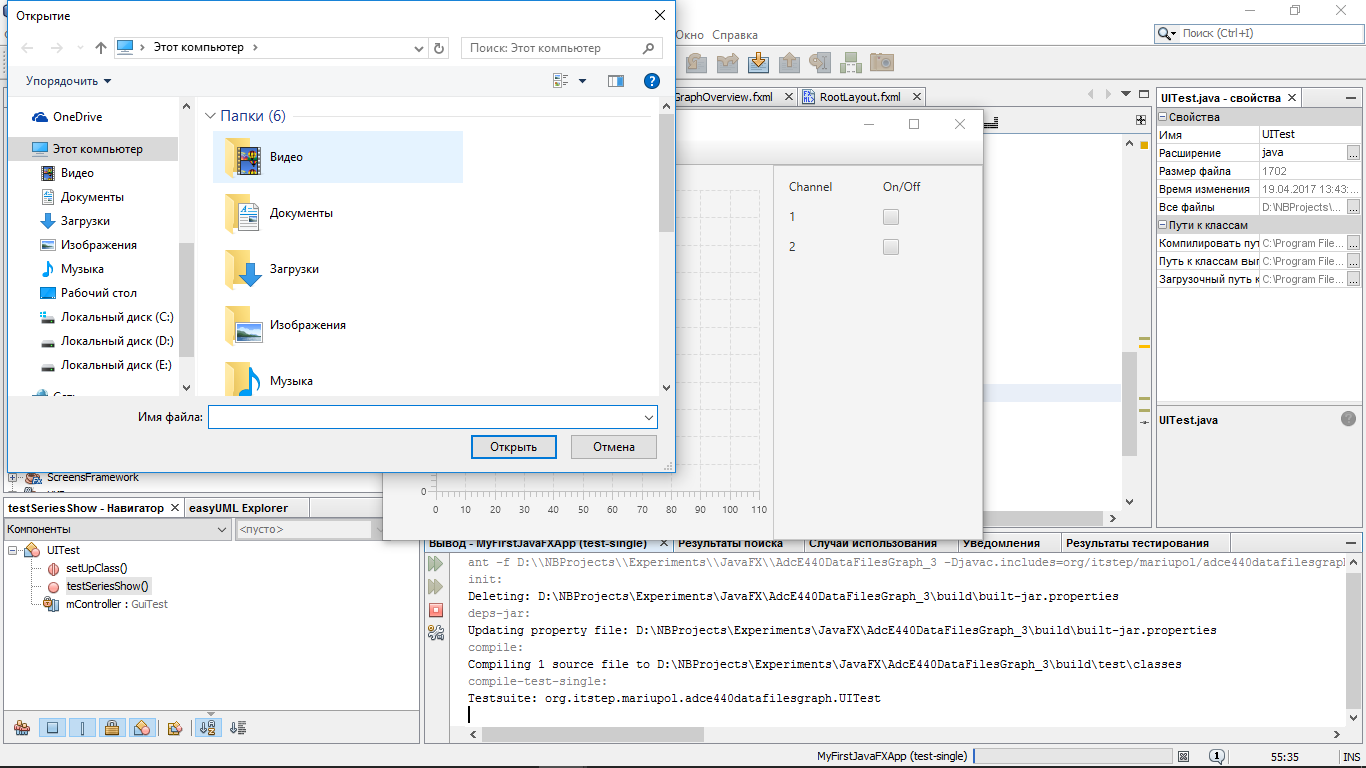 Открытие
Этот компьютер
Поиск: Этот компьютер
Упорядочить
OneDrive
Этот компьютер
Видео
Документы
Загрузки
Изображения
Музыка
Рабочий стол
Локальный диск (C:)
Локальный диск (D:)
Локальный диск (E:)
Папки (6)
Видео
Документы
Загрузки
Изображения
Музыка
Имя файла:
Открыть
Отмена
Окно Справка
Поиск (Ctrl+I)
GraphOverview.fxml
RootLayout.fxml
Channel On/Off
1
2
0
0 10 20 30 40 50 60 70 80 90 100 110
UITest.java - свойства
Свойства
Имя UITest
Расширение java
Размер файла 1702
Время изменения 19.04.2017 13:43:...
Все файлы D:\NBProjects\...
Пути к классам
Компилировать пут C:\Program File...
Путь к классам вып C:\Program File...
Загрузочный путь к C:\Program File...
UITest.java
ScreensFramework
testSeriesShow - Навигатор
easyUML Explorer
Компоненты
<пусто>
UITest
setUpClass()
testSeriesShow()
mController : GuiTest
Вывод - MyFirstJavaFXApp (test-single)
Результаты поиска
Случаи использования
Уведомления
Результаты тестирования
ant -f D:\\NBProjects\\Experiments\\JavaFX\\AdcE440DataFilesGraph_3 -Djavac.includes=org/itstep/mariupol/adce440datafilesgraph
init:
Deleting: D:\NBProjects\Experiments\JavaFX\AdcE440DataFilesGraph_3\build\built-jar.properties
deps-jar:
Updating property file: D:\NBProjects\Experiments\JavaFX\AdcE440DataFilesGraph_3\build\built-jar.properties
compile:
Compiling 1 source file to D:\NBProjects\Experiments\JavaFX\AdcE440DataFilesGraph_3\build\test\classes
compile-test-single:
Testsuite: org.itstep.mariupol.adce440datafilesgraph.UITest
MyFirstJavaFXApp (test-single)
1
55:35
INS